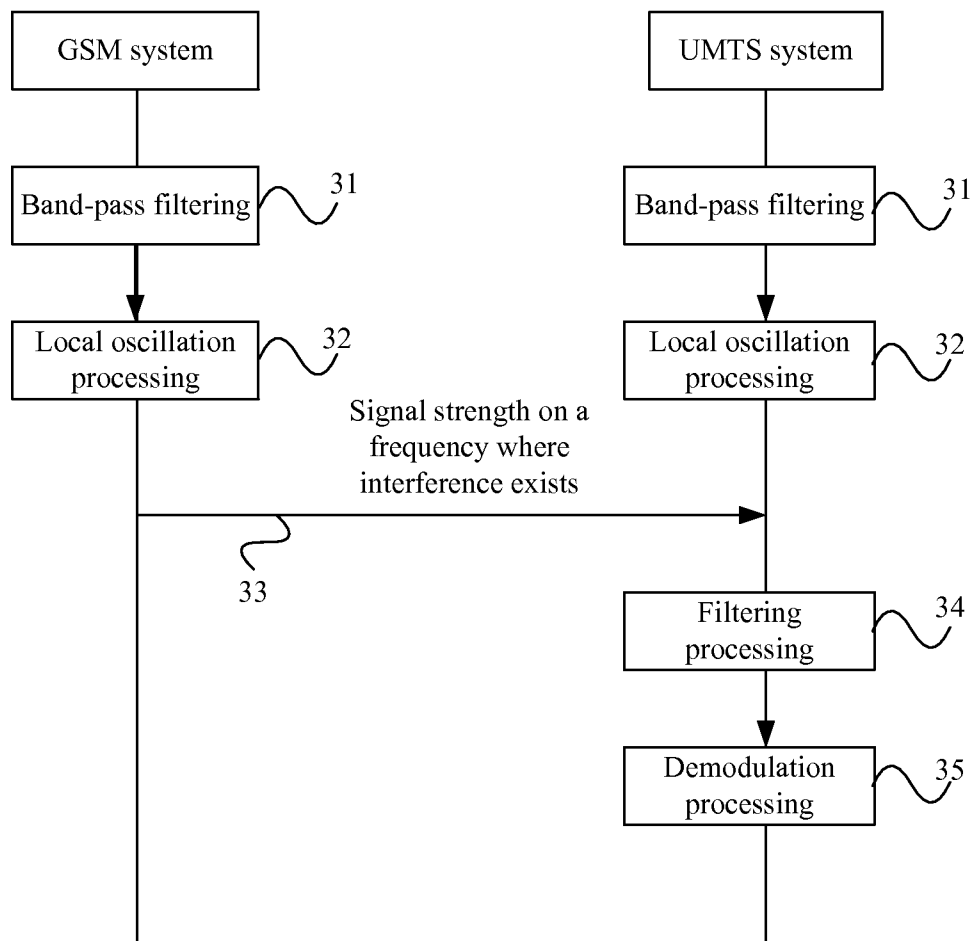 GSM system
UMTS system
Band-pass filtering
31
Band-pass filtering
31
Local oscillation
processing
32
Local oscillation
processing
32
Signal strength on a
frequency where
interference exists
33
Filtering
processing
34
Demodulation
processing
35